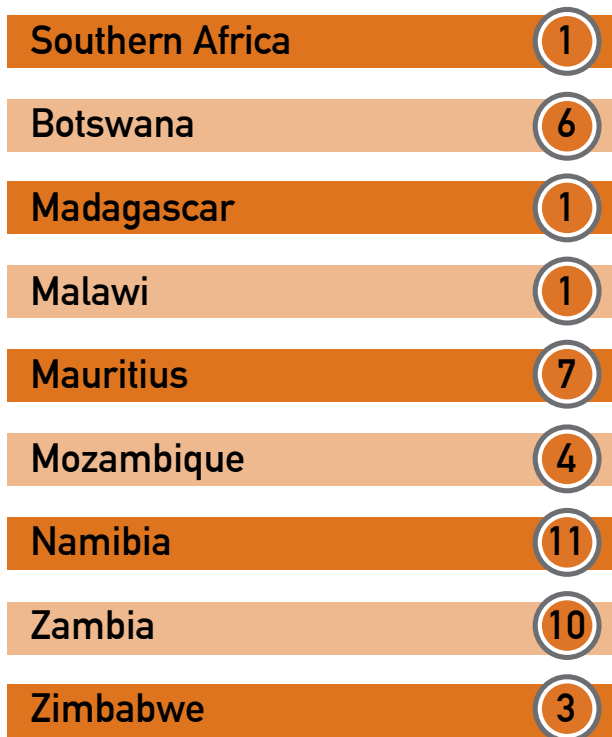 Southern Africa 1
Botswana 6
Madagascar 1
Malawi 1
Mauritius 7
Mozambique 4
Namibia 11
Zambia 10
Zimbabwe 3